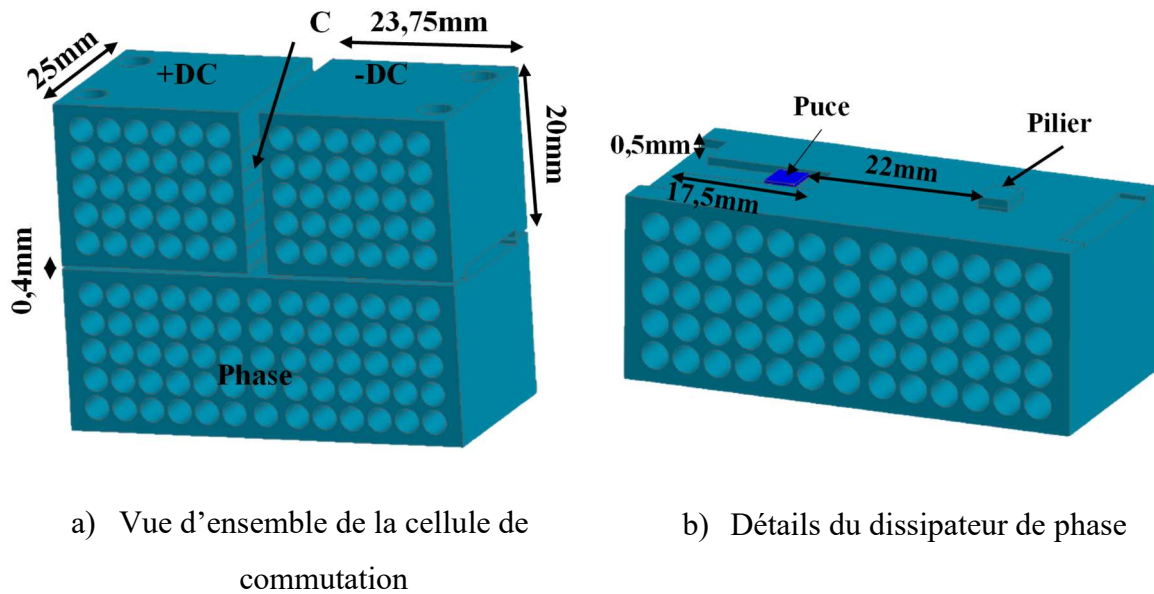 C
23,75mm
25mm
+DC
-DC
20mm
0,4mm
Phase
Puce
Pilier
0,5mm
22mm
17,5mm
a) Vue d’ensemble de la cellule de
commutation
b) Détails du dissipateur de phase